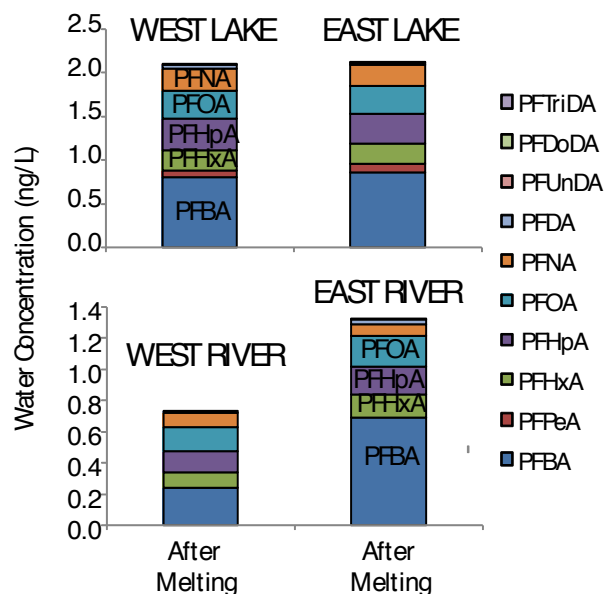 Water Concentration (ng/L)
2.5
2.0
1.5
1.0
0.5
0.0
WEST LAKE
EAST LAKE
PFNA
PFOA
PFHpA
PFHxA
PFBA
1.4
1.2
1.0
0.8
0.6
0.4
0.2
0.0
WEST RIVER
EAST RIVER
PFOA
PFHpA
PFHxA
PFBA
After
Melting
After
Melting
PFTriDA
PFDoDA
PFUnDA
PFDA
PFNA
PFOA
PFHpA
PFHxA
PFPeA
PFBA